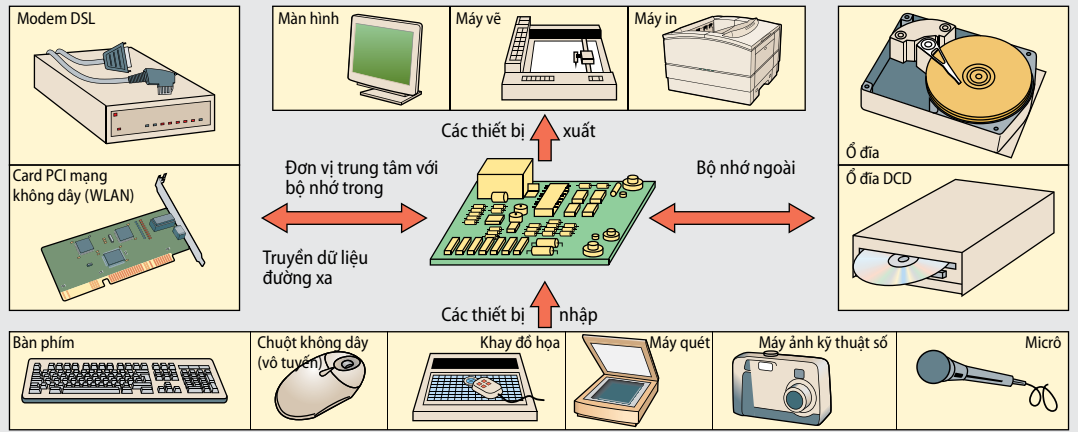 Modem DSL
Màn hình
Máy vẽ
Máy in
Các thiết bị xuất
Ổ đĩa
Card PCI mạng
không dây (WLAN)
Đơn vị trung tâm với
bộ nhớ trong
Bộ nhớ ngoài
Ổ đĩa DCD
Truyền dữ liệu
đường xa
Các thiết bị nhập
Bàn phím
Chuột không dây
(vô tuyến)
Khay đồ họa
Máy quét
Máy ảnh kỹ thuật số
Micrô